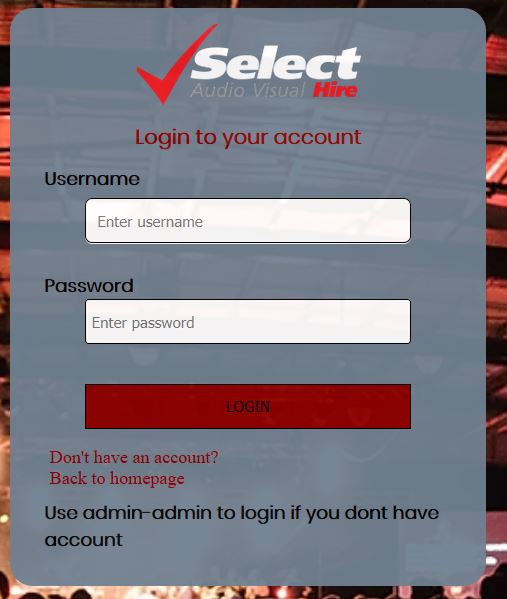 Select
Audio Visual Hire
Login to your account
Username
Enter username
Password
Enter password
LOGIN
Don't have an account?
Back to homepage
Use admin-admin to login if you dont have
account